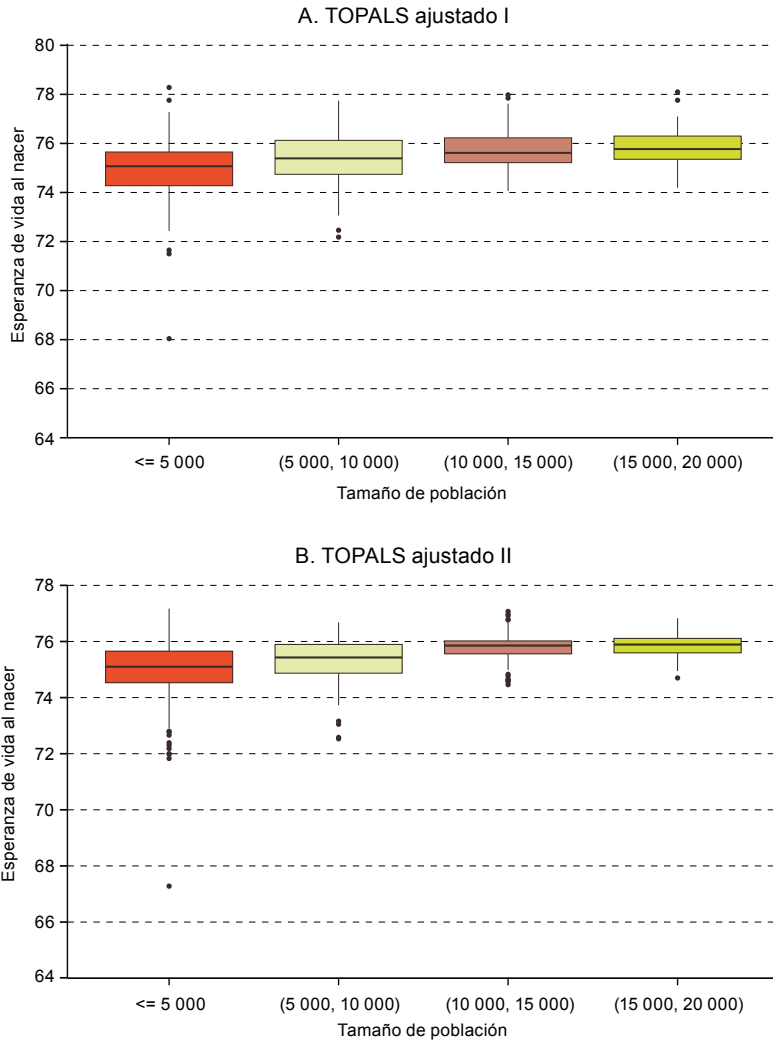 A. TOPALS ajustado I
Esperanza de vida al nacer
80
78
76
74
72
70
68
66
64
<= 5 000 (5 000, 10 000) (10 000, 15 000) (15 000, 20 000)
Tamaño de población
B. TOPALS ajustado II
Esperanza de vida al nacer
78
76
74
72
70
68
66
64
<= 5 000 (5 000, 10 000) (10 000, 15 000) (15 000, 20 000)
Tamaño de población